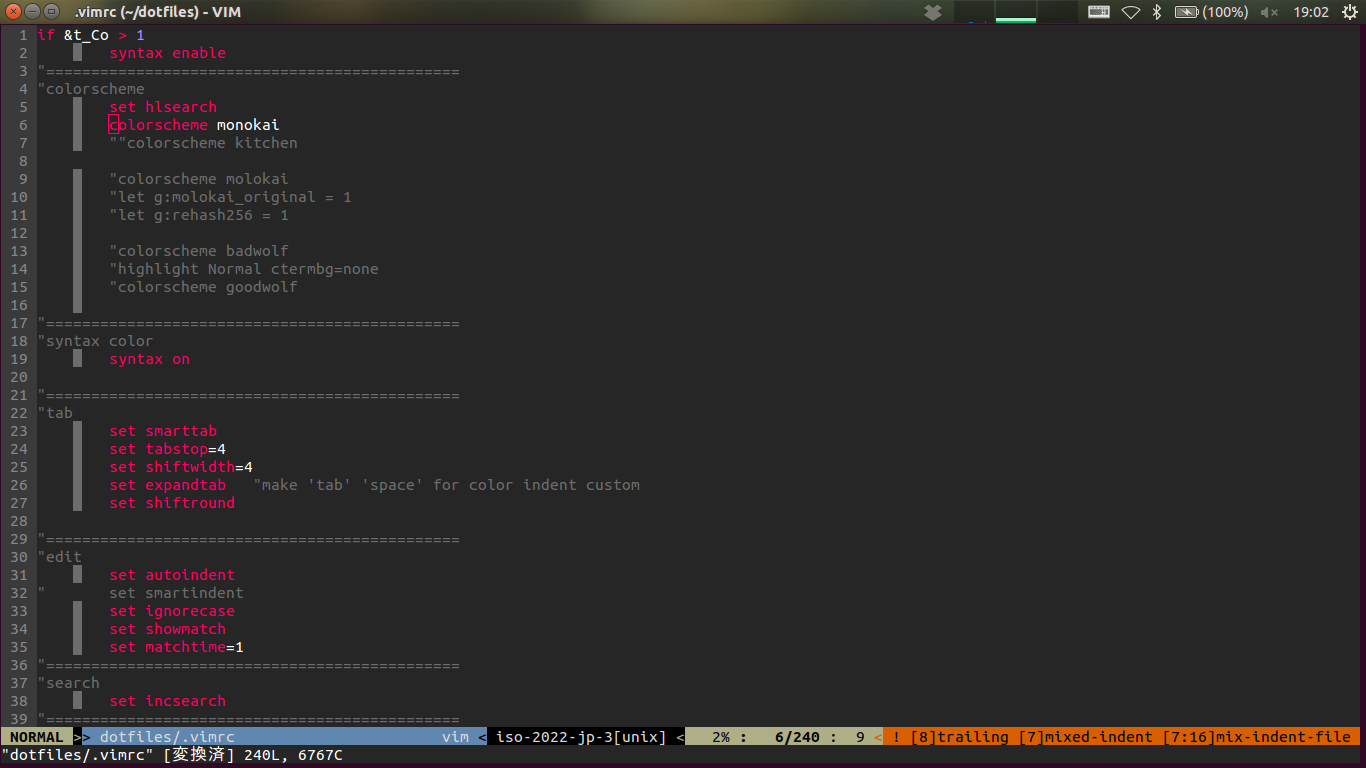 .vimrc (~/dotfiles) - VIM
(100%) 19:02
1 if &t_Co > 1
2 syntax enable
3 "==============================================
4 "colorscheme
5 set hlsearch
6 colorscheme monokai
7 ""colorscheme kitchen
8
9 "colorscheme molokai
10 "let g:molokai_original = 1
11 "let g:rehash256 = 1
12
13 "colorscheme badwolf
14 "highlight Normal ctermbg=none
15 "colorscheme goodwolf
16
17 "==============================================
18 "syntax color
19 syntax on
20
21 "==============================================
22 "tab
23 set smarttab
24 set tabstop=4
25 set shiftwidth=4
26 set expandtab   "make 'tab' 'space' for color indent custom
27 set shiftround
28
29 "==============================================
30 "edit
31 set autoindent
32 "       set smartindent
33 set ignorecase
34 set showmatch
35 set matchtime=1
36 "==============================================
37 "search
38 set incsearch
39 "==============================================
NORMAL >> dotfiles/.vimrc vim < iso-2022-jp-3[unix] < 2% : 6/240 : 9 < ! [8]trailing [7]mixed-indent [7:16]mix-indent-file
"dotfiles/.vimrc" [変換済] 240L, 6767C